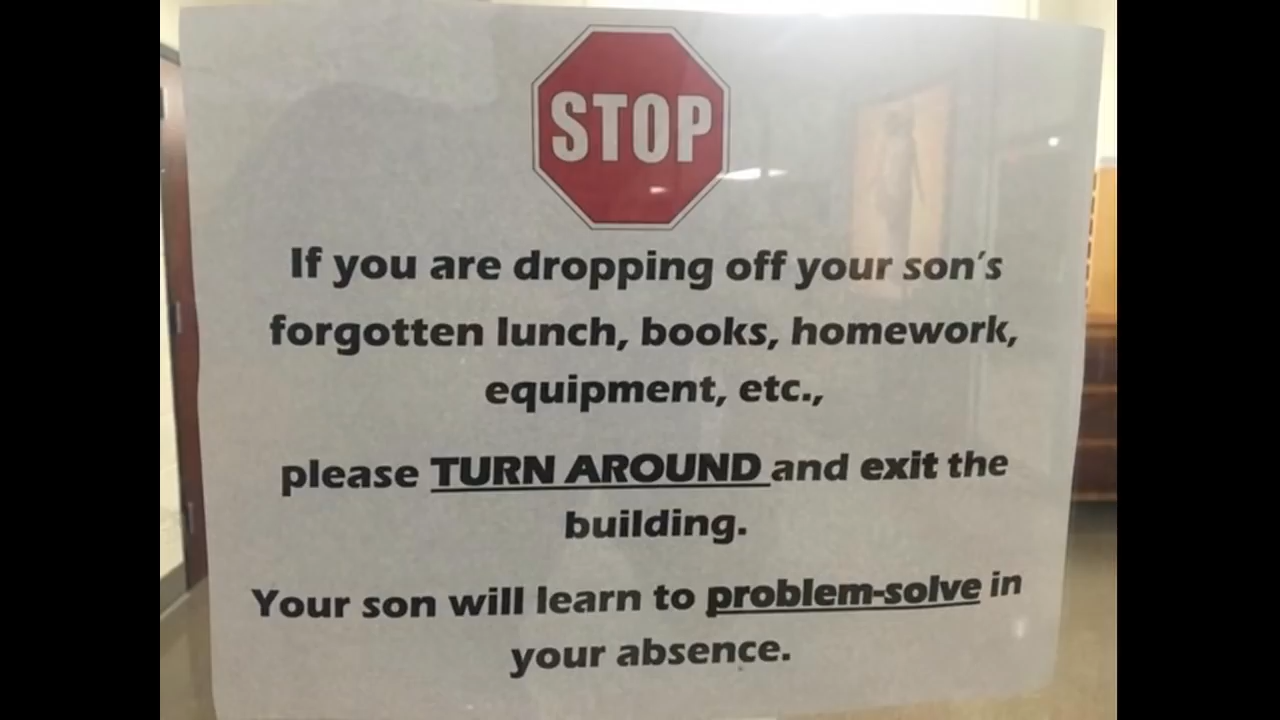 STOP
If you are dropping off your son's
forgotten lunch, books, homework,
equipment, etc.,
please TURN AROUND and exit the
building.
Your son will learn to problem-solve in
your absence.